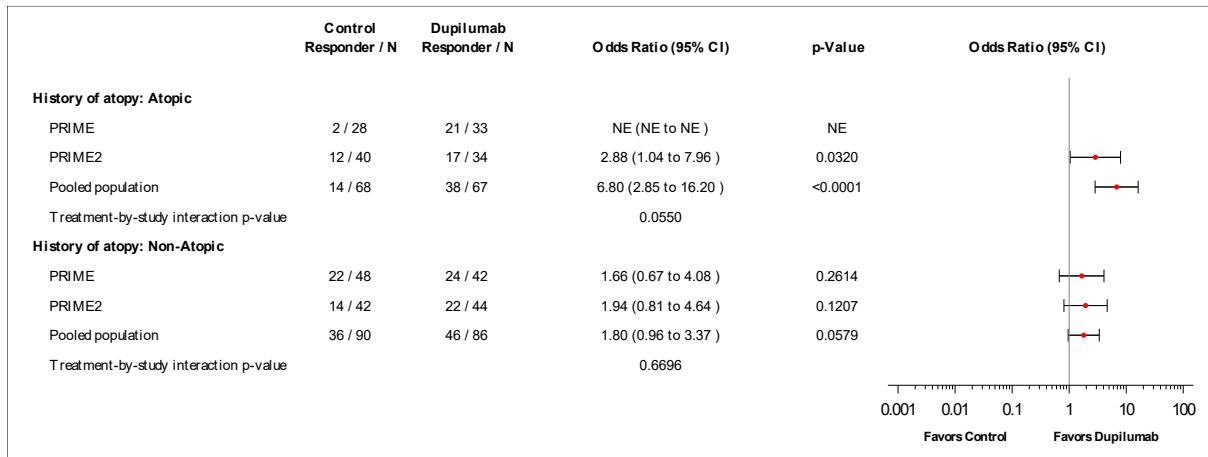 Control Dupilumab
Responder / N Responder / N Odds Ratio (95% CI) p-Value Odds Ratio (95% CI)
History of atopy: Atopic
PRIME 2 / 28 21 / 33 NE (NE to NE ) NE
PRIME2 12 / 40 17 / 34 2.88 (1.04 to 7.96 ) 0.0320
Pooled population 14 / 68 38 / 67 6.80 (2.85 to 16.20 ) <0.0001
Treatment-by-study interaction p-value 0.0550
History of atopy: Non-Atopic
PRIME 22 / 48 24 / 42 1.66 (0.67 to 4.08 ) 0.2614
PRIME2 14 / 42 22 / 44 1.94 (0.81 to 4.64 ) 0.1207
Pooled population 36 / 90 46 / 86 1.80 (0.96 to 3.37 ) 0.0579
Treatment-by-study interaction p-value 0.6696
0.001 0.01 0.1 1 10 100
Favors Control Favors Dupilumab